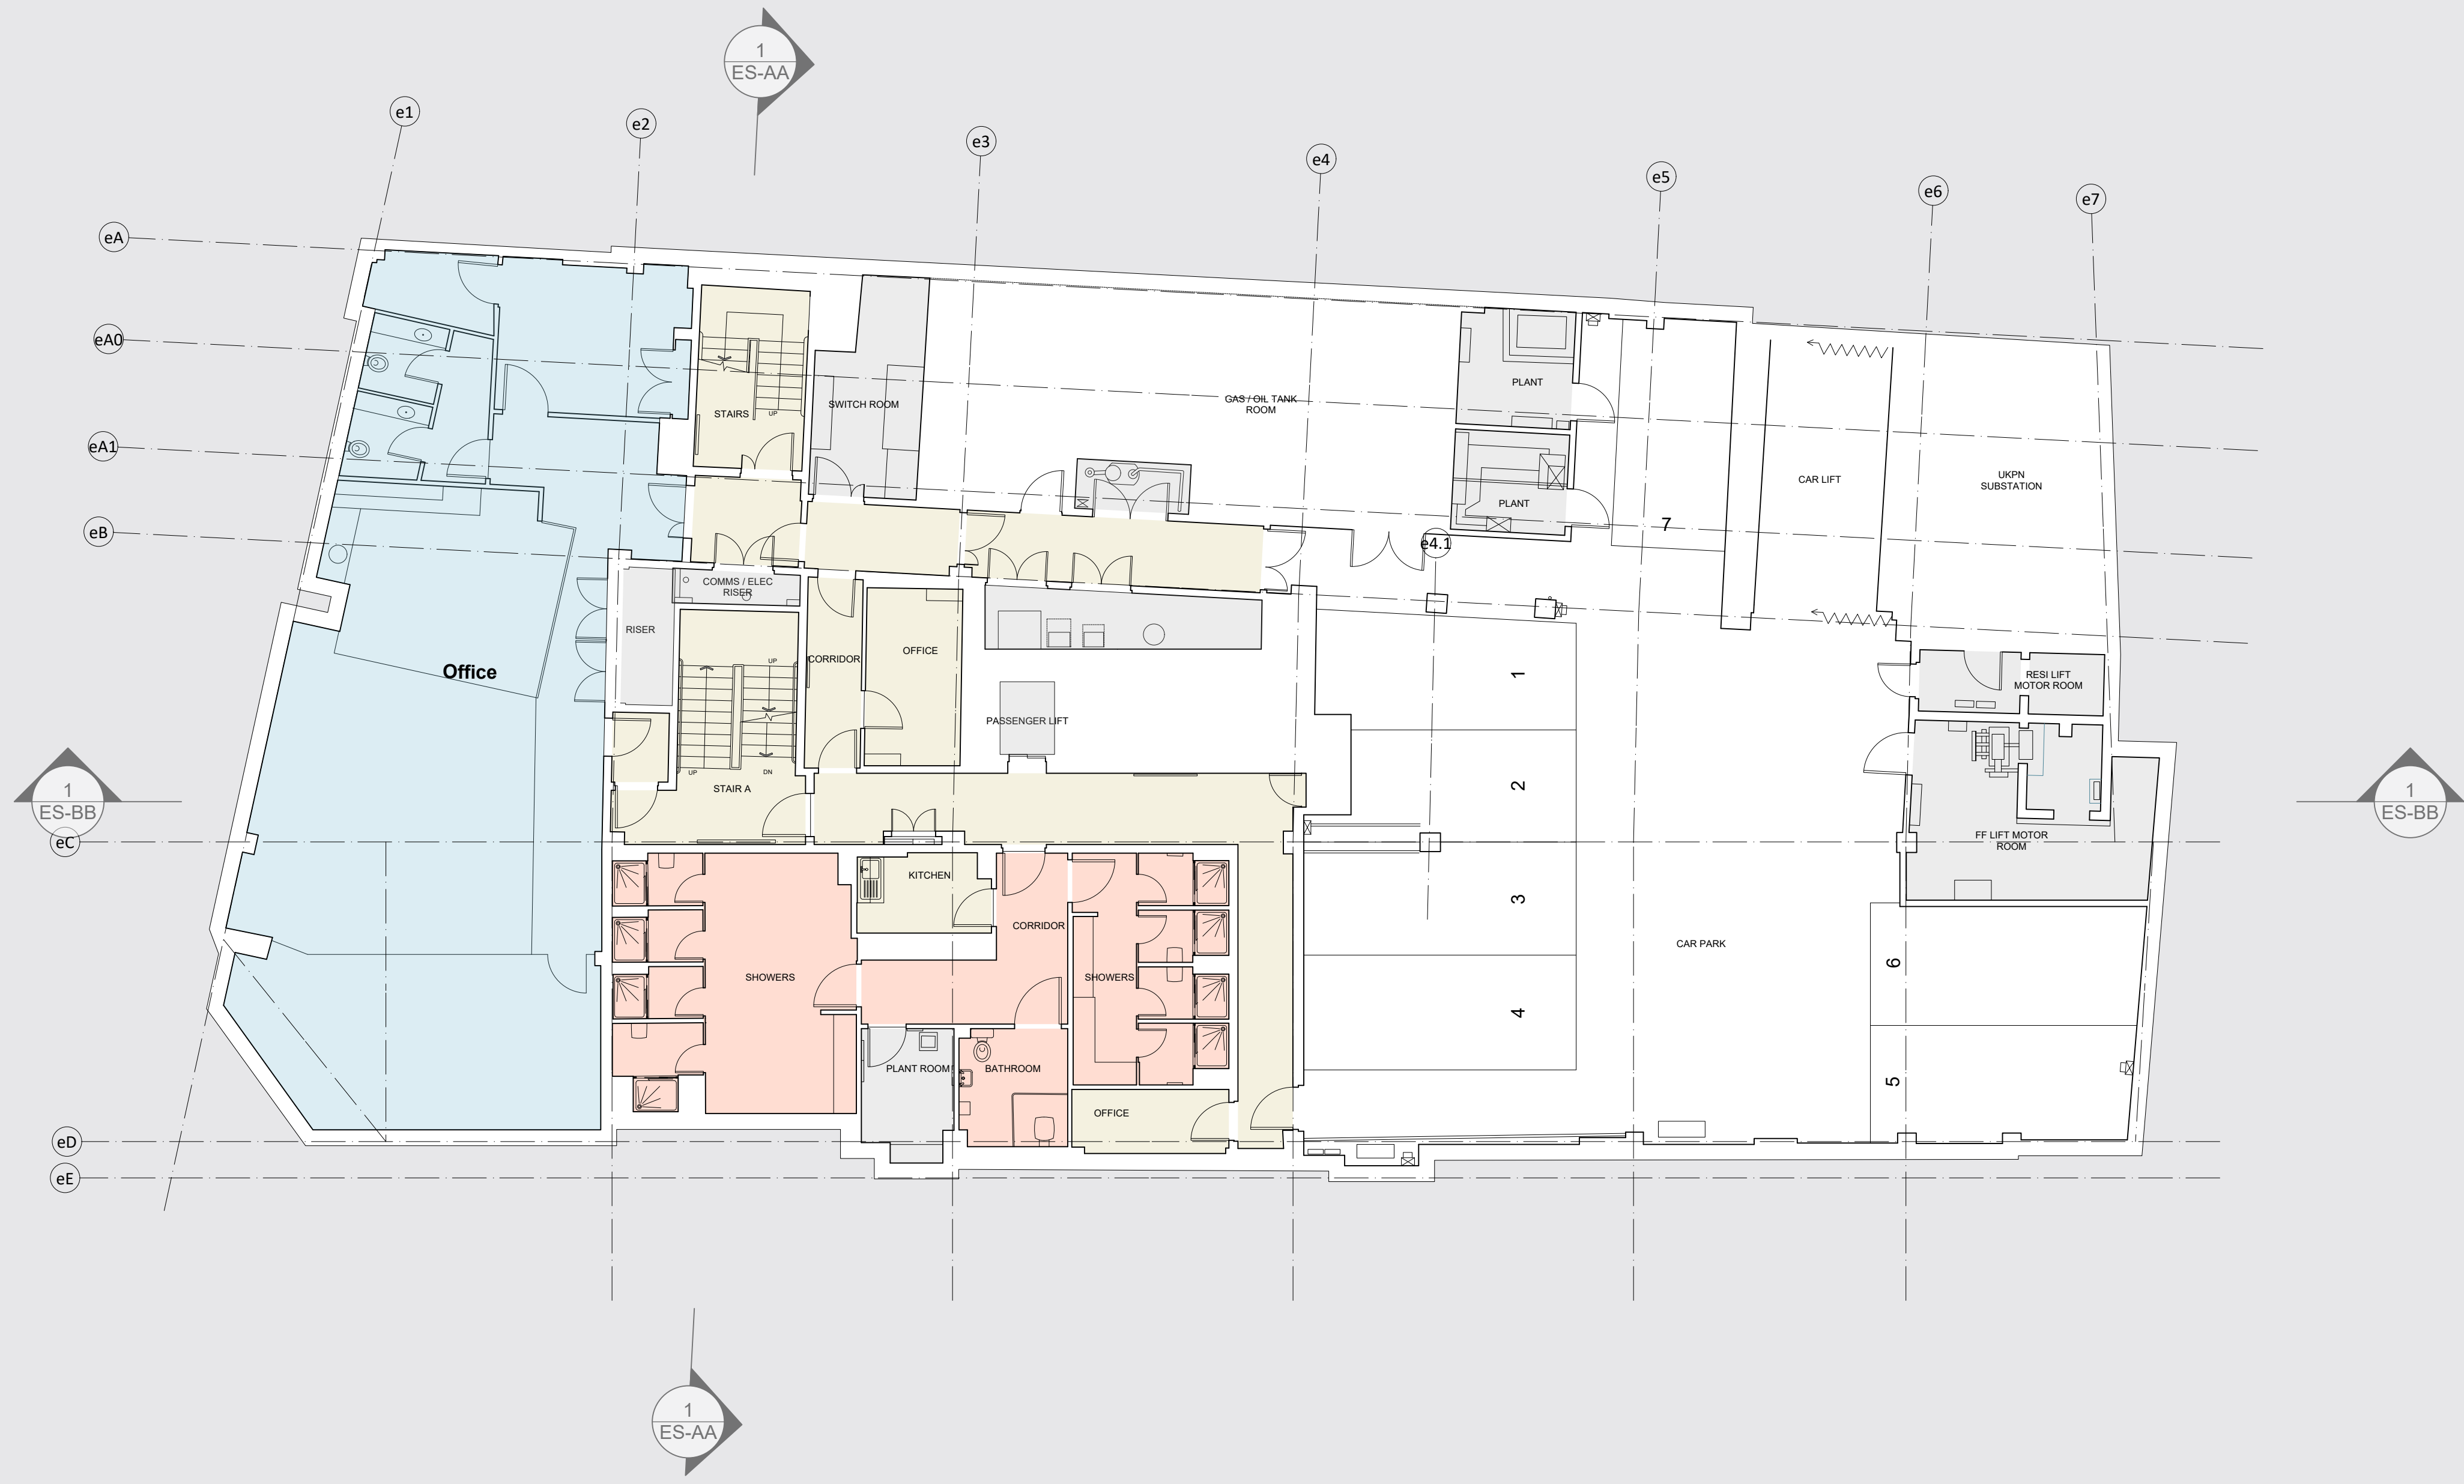 1
ES-AA
e1
e2
e3
e4
e5
e6
e7
eA
eA0
eA1
eB
STAIRS
UP
SWITCH ROOM
GAS / OIL TANK
ROOM
PLANT
PLANT
7
CAR LIFT
UKPN
SUBSTATION
e4.1
COMMS / ELEC
RISER
RISER
Office
CORRIDOR
OFFICE
UP
UP
DN
STAIR A
PASSENGER LIFT
1
2
3
4
RESI LIFT
MOTOR ROOM
FF LIFT MOTOR
ROOM
1
ES-BB
1
ES-BB
eC
KITCHEN
CORRIDOR
SHOWERS
SHOWERS
CAR PARK
6
5
PLANT ROOM
BATHROOM
OFFICE
eD
eE
1
ES-AA